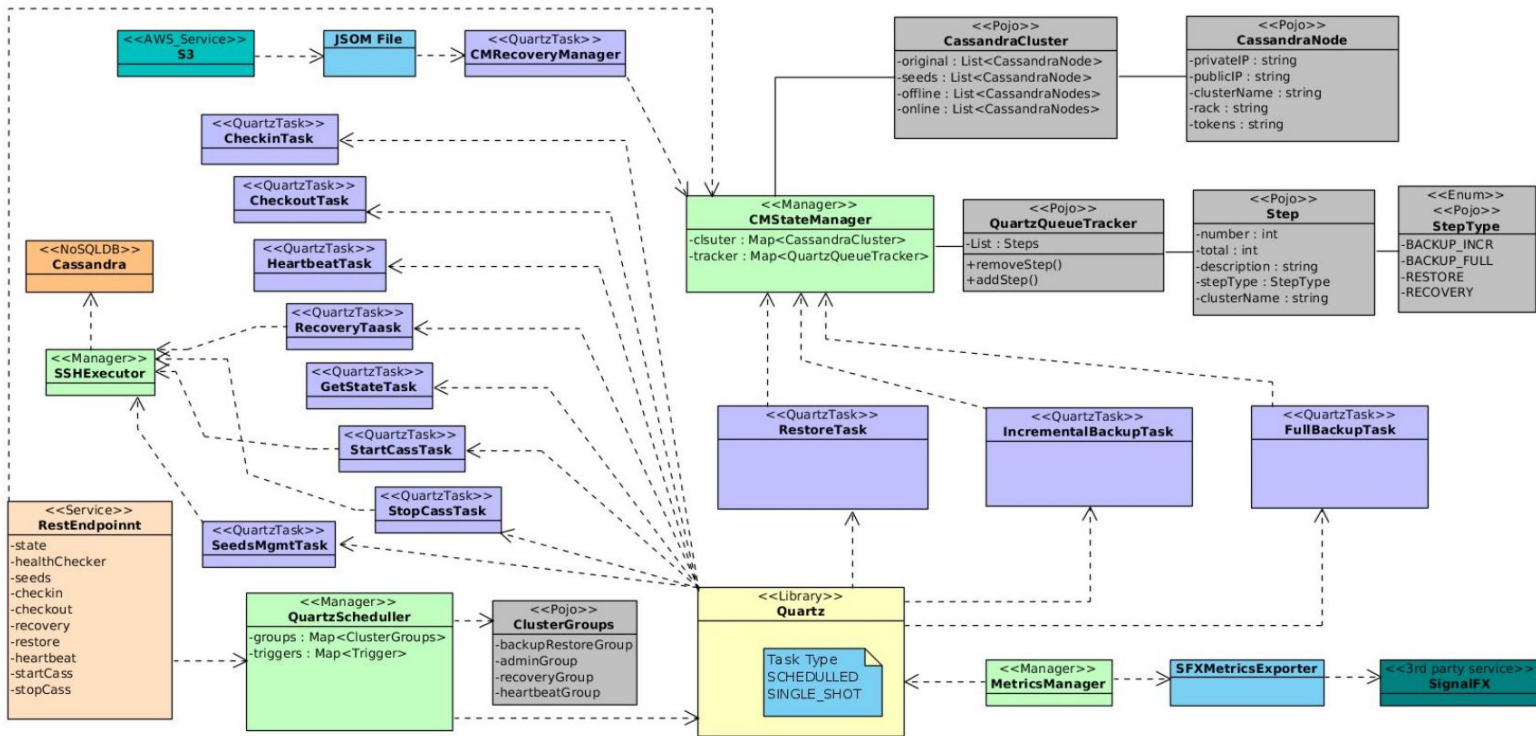 <<AWS_Service>>
S3
JSOM File
<<QuartzTask>>
CMRecoveryManager
<<Pojo>>
CassandraCluster
-original : List<CassandraNode>
-seeds : List<CassandraNode>
-offline : List<CassandraNodes>
-online : List<CassandraNodes>
<<Pojo>>
CassandraNode
-privateIP : string
-publicIP : string
-clusterName : string
-rack : string
-tokens : string
<<QuartzTask>>
CheckinTask
<<QuartzTask>>
CheckoutTask
<<Manager>>
CMStateManager
-clsuter : Map<CassandraCluster>
-tracker : Map<QuartzQueueTracker>
<<Pojo>>
QuartzQueueTracker
-List : Steps
+removeStep()
+addStep()
<<Pojo>>
Step
-number : int
-total : int
-description : string
-stepType : StepType
-clusterName : string
<<Enum>>
<<Pojo>>
StepType
-BACKUP_INCR
-BACKUP_FULL
-RESTORE
-RECOVERY
<<NoSQLDB>>
Cassandra
<<QuartzTask>>
HeartbeatTask
<<QuartzTask>>
RecoveryTaask
<<Manager>>
SSHExecutor
<<QuartzTask>>
GetStateTask
<<QuartzTask>>
RestoreTask
<<QuartzTask>>
IncrementalBackupTask
<<QuartzTask>>
FullBackupTask
<<QuartzTask>>
StartCassTask
<<QuartzTask>>
StopCassTask
<<QuartzTask>>
SeedsMgmtTask
<<Service>>
RestEndpoinnt
-state
-healthChecker
-seeds
-checkin
-checkout
-recovery
-restore
-heartbeat
-startCass
-stopCass
<<Manager>>
QuartzScheduller
-groups : Map<ClusterGroups>
-triggers : Map<Trigger>
<<Pojo>>
ClusterGroups
-backupRestoreGroup
-adminGroup
-recoveryGroup
-heartbeatGroup
<<Library>>
Quartz
Task Type
SCHEDULLED
SINGLE_SHOT
<<Manager>>
MetricsManager
SFXMetricsExporter
<<3rd party service>>
SignalFX